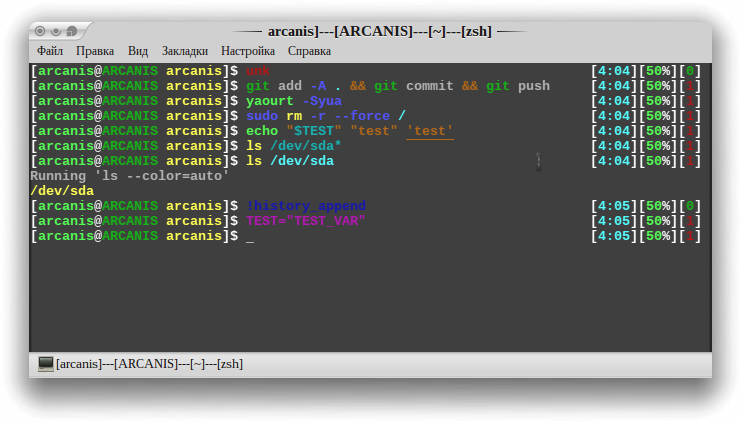 arcanis]---[ARCANIS]---[~]---[zsh]
Файл Правка Вид Закладки Настройка Справка
[arcanis@ARCANIS arcanis]$ nnk [4:04][50%][0]
[arcanis@ARCANIS arcanis]$ git add -A . && git commit && git push [4:04][50%][1]
[arcanis@ARCANIS arcanis]$ yaourt -Syua [4:04][50%][1]
[arcanis@ARCANIS arcanis]$ sudo rm -r --force / [4:04][50%][1]
[arcanis@ARCANIS arcanis]$ echo "$TEST" "test" 'test' [4:04][50%][1]
[arcanis@ARCANIS arcanis]$ ls /dev/sda* [4:04][50%][1]
[arcanis@ARCANIS arcanis]$ ls /dev/sda [4:04][50%][1]
Running 'ls --color=auto'
/dev/sda
[arcanis@ARCANIS arcanis]$ !history_append [4:05][50%][0]
[arcanis@ARCANIS arcanis]$ TEST="TEST_VAR" [4:05][50%][1]
[arcanis@ARCANIS arcanis]$ _ [4:05][50%][1]
[arcanis]---[ARCANIS]---[~]---[zsh]